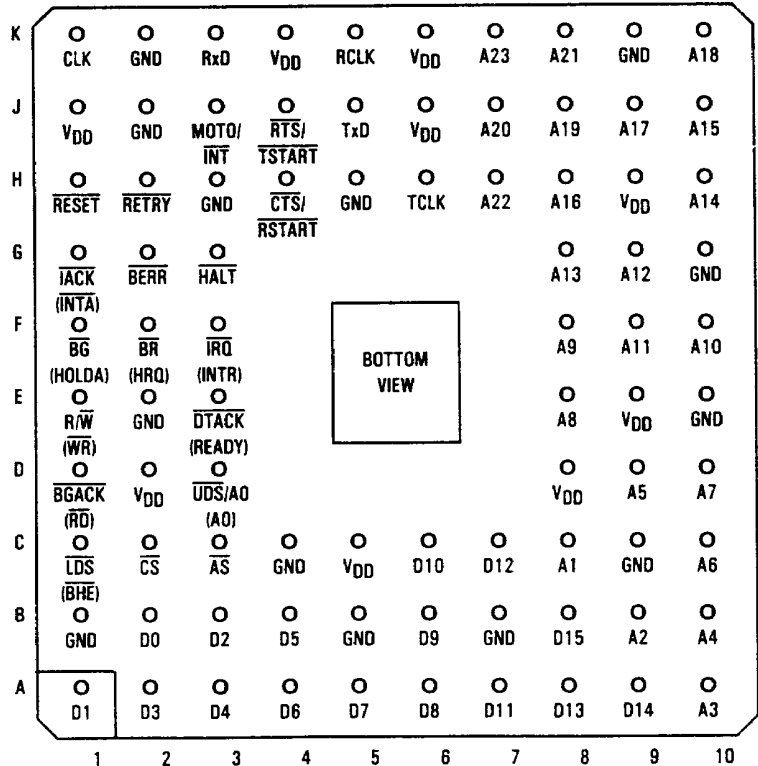 K
CLK GND RxD VDD RCLK VDD A23 A21 GND A18
J
VDD GND MOTO/ RTS/ TxD VDD A20 A19 A17 A15
INT TSTART
H
RESET RETRY GND CTS/ GND TCLK A22 A16 VDD A14
RSTART
G
IACK BERR HALT A13 A12 GND
(INTA)
F
BG BR IRQ A9 A11 A10
(HOLDA) (HRQ) (INTR)
BOTTOM
VIEW
E
R/W GND DTACK A8 VDD GND
(WR) (READY)
D
BGACK VDD UDS/A0 VDD A5 A7
(RD) (A0)
C
LDS CS AS GND VDD D10 D12 A1 GND A6
(BHE)
B
GND D0 D2 D5 GND D9 GND D15 A2 A4
A
D1 D3 D4 D6 D7 D8 D11 D13 D14 A3
1 2 3 4 5 6 7 8 9 10